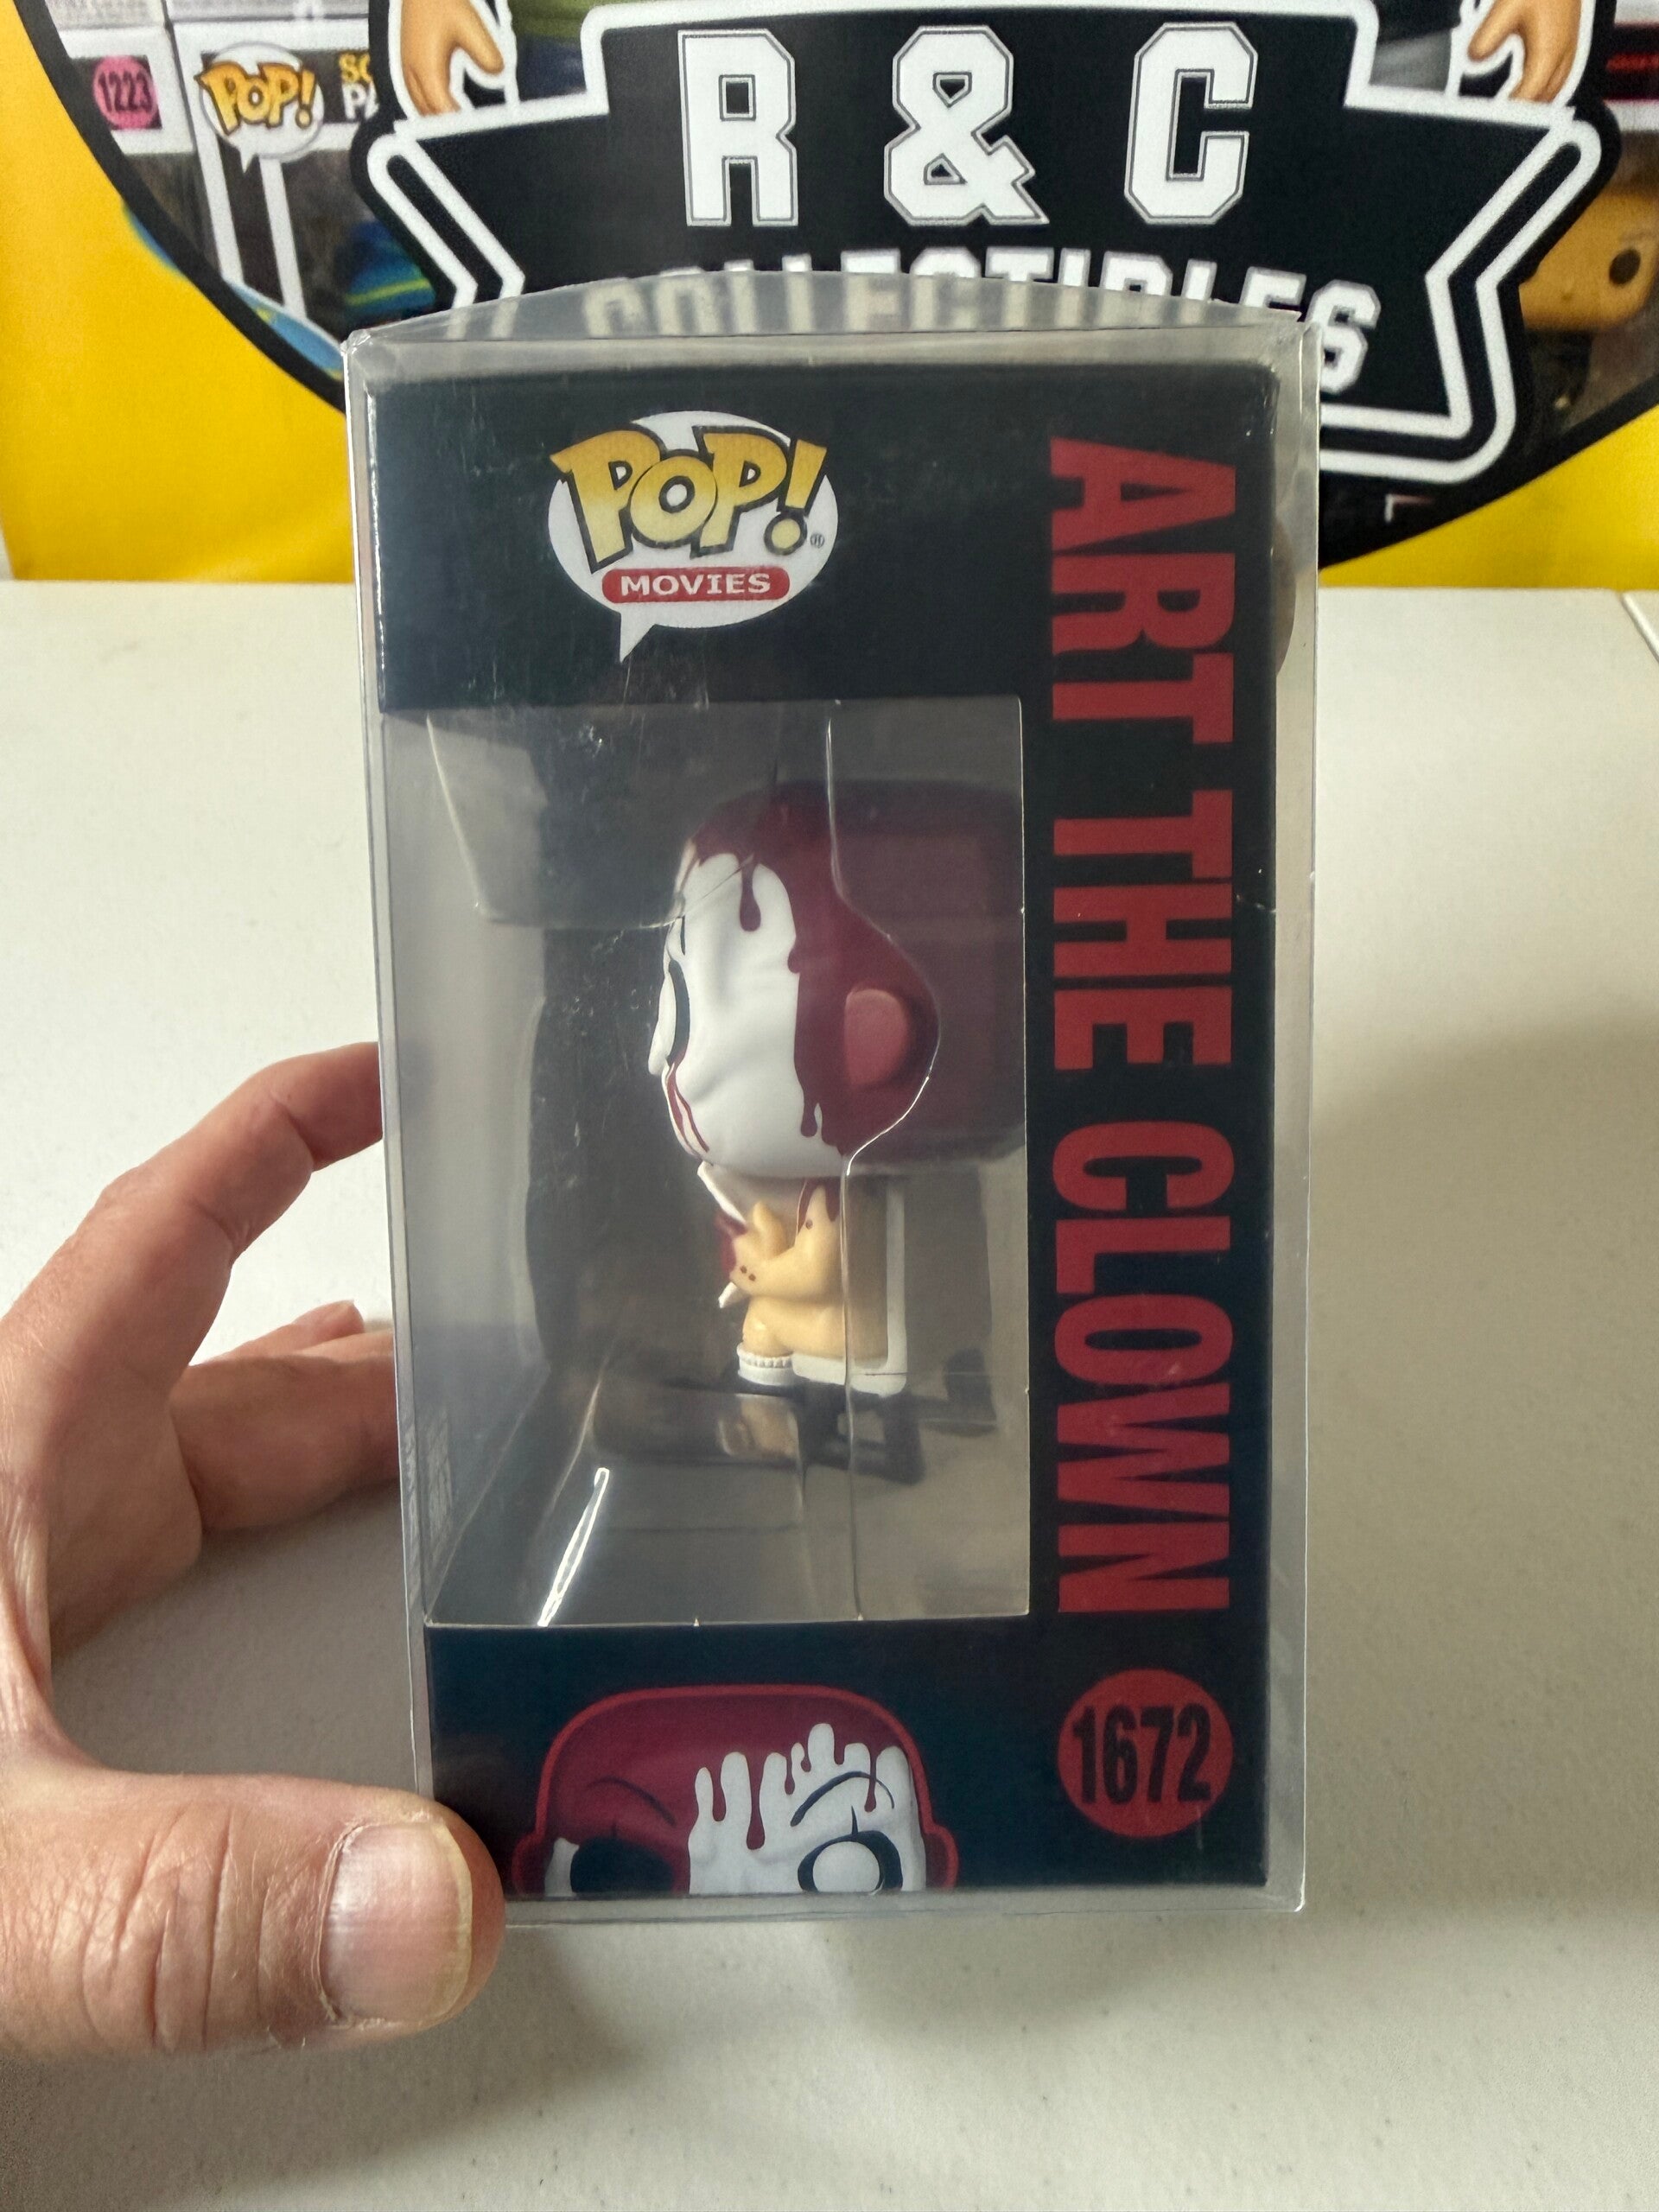 1223
POP!
R & C
COLLECTIBLES
POP!®
MOVIES
ART THE CLOWN
1672